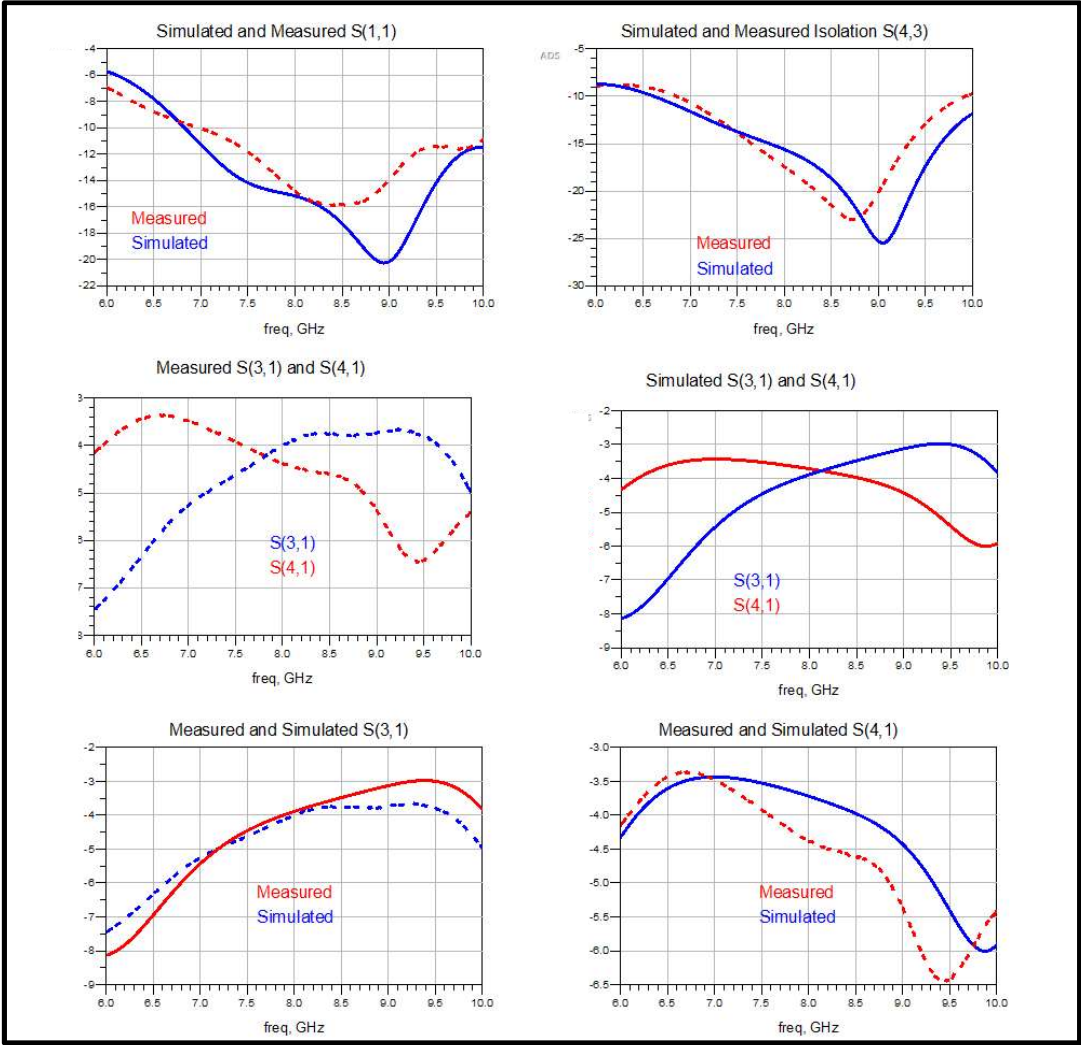 Simulated and Measured S(1,1)
-4
-6
-8
-10
-12
-14
-16
-18
-20
-22
Measured
Simulated
6.0 6.5 7.0 7.5 8.0 8.5 9.0 9.5 10.0
freq, GHz
Simulated and Measured Isolation S(4,3)
ADS
-5
-10
-15
-20
-25
-30
Measured
Simulated
6.0 6.5 7.0 7.5 8.0 8.5 9.0 9.5 10.0
freq, GHz
Measured S(3,1) and S(4,1)
3
4
5
6
7
8
S(3,1)
S(4,1)
6.0 6.5 7.0 7.5 8.0 8.5 9.0 9.5 10.0
freq, GHz
Simulated S(3,1) and S(4,1)
-2
-3
-4
-5
-6
-7
-8
-9
S(3,1)
S(4,1)
6.0 6.5 7.0 7.5 8.0 8.5 9.0 9.5 10.0
freq, GHz
Measured and Simulated S(3,1)
-2
-3
-4
-5
-6
-7
-8
-9
Measured
Simulated
6.0 6.5 7.0 7.5 8.0 8.5 9.0 9.5 10.0
freq, GHz
Measured and Simulated S(4,1)
-3.0
-3.5
-4.0
-4.5
-5.0
-5.5
-6.0
-6.5
Measured
Simulated
6.0 6.5 7.0 7.5 8.0 8.5 9.0 9.5 10.0
freq, GHz